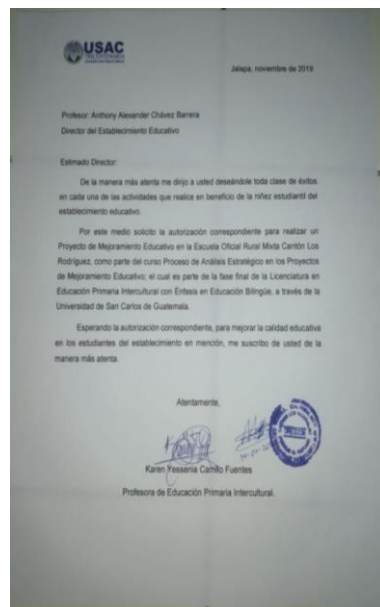 USAC
TRICENTENARIA
Jalapa, noviembre de 2019
Profesor: Anthony Alexander Chávez Barrera
Director del Establecimiento Educativo
Estimado Director:
De la manera más atenta me dirijo a usted deseándole toda clase de éxitos
en cada una de las actividades que realice en beneficio de la niñez estudiantil del
establecimiento educativo.
Por este medio solicito la autorización correspondiente para realizar un
Proyecto de Mejoramiento Educativo en la Escuela Oficial Rural Mixta Cantón Los
Rodríguez, como parte del curso Proceso de Análisis Estratégico en los Proyectos
de Mejoramiento Educativo; el cual es parte de la fase final de la Licenciatura en
Educación Primaria Intercultural con Énfasis en Educación Bilingüe, a través de la
Universidad de San Carlos de Guatemala.
Esperando la autorización correspondiente, para mejorar la calidad educativa
en los estudiantes del establecimiento en mención, me suscribo de usted de la
manera más atenta.
Atentamente,
Karen Yessenia Carrillo Fuentes
Profesora de Educación Primaria Intercultural.